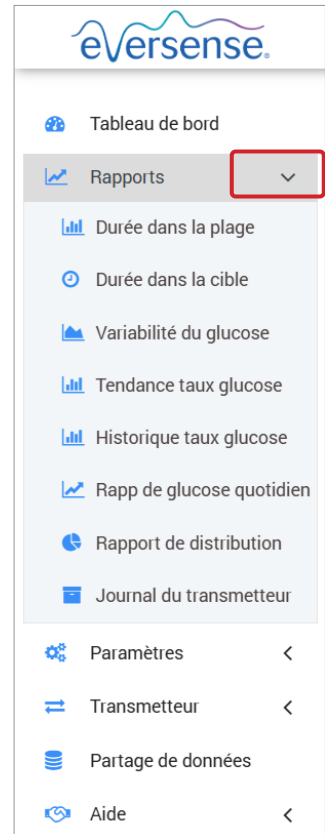 eversense.
Tableau de bord
Rapports
Durée dans la plage
Durée dans la cible
Variabilité du glucose
Tendance taux glucose
Historique taux glucose
Rapp de glucose quotidien
Rapport de distribution
Journal du transmetteur
Paramètres
Transmetteur
Partage de données
Aide